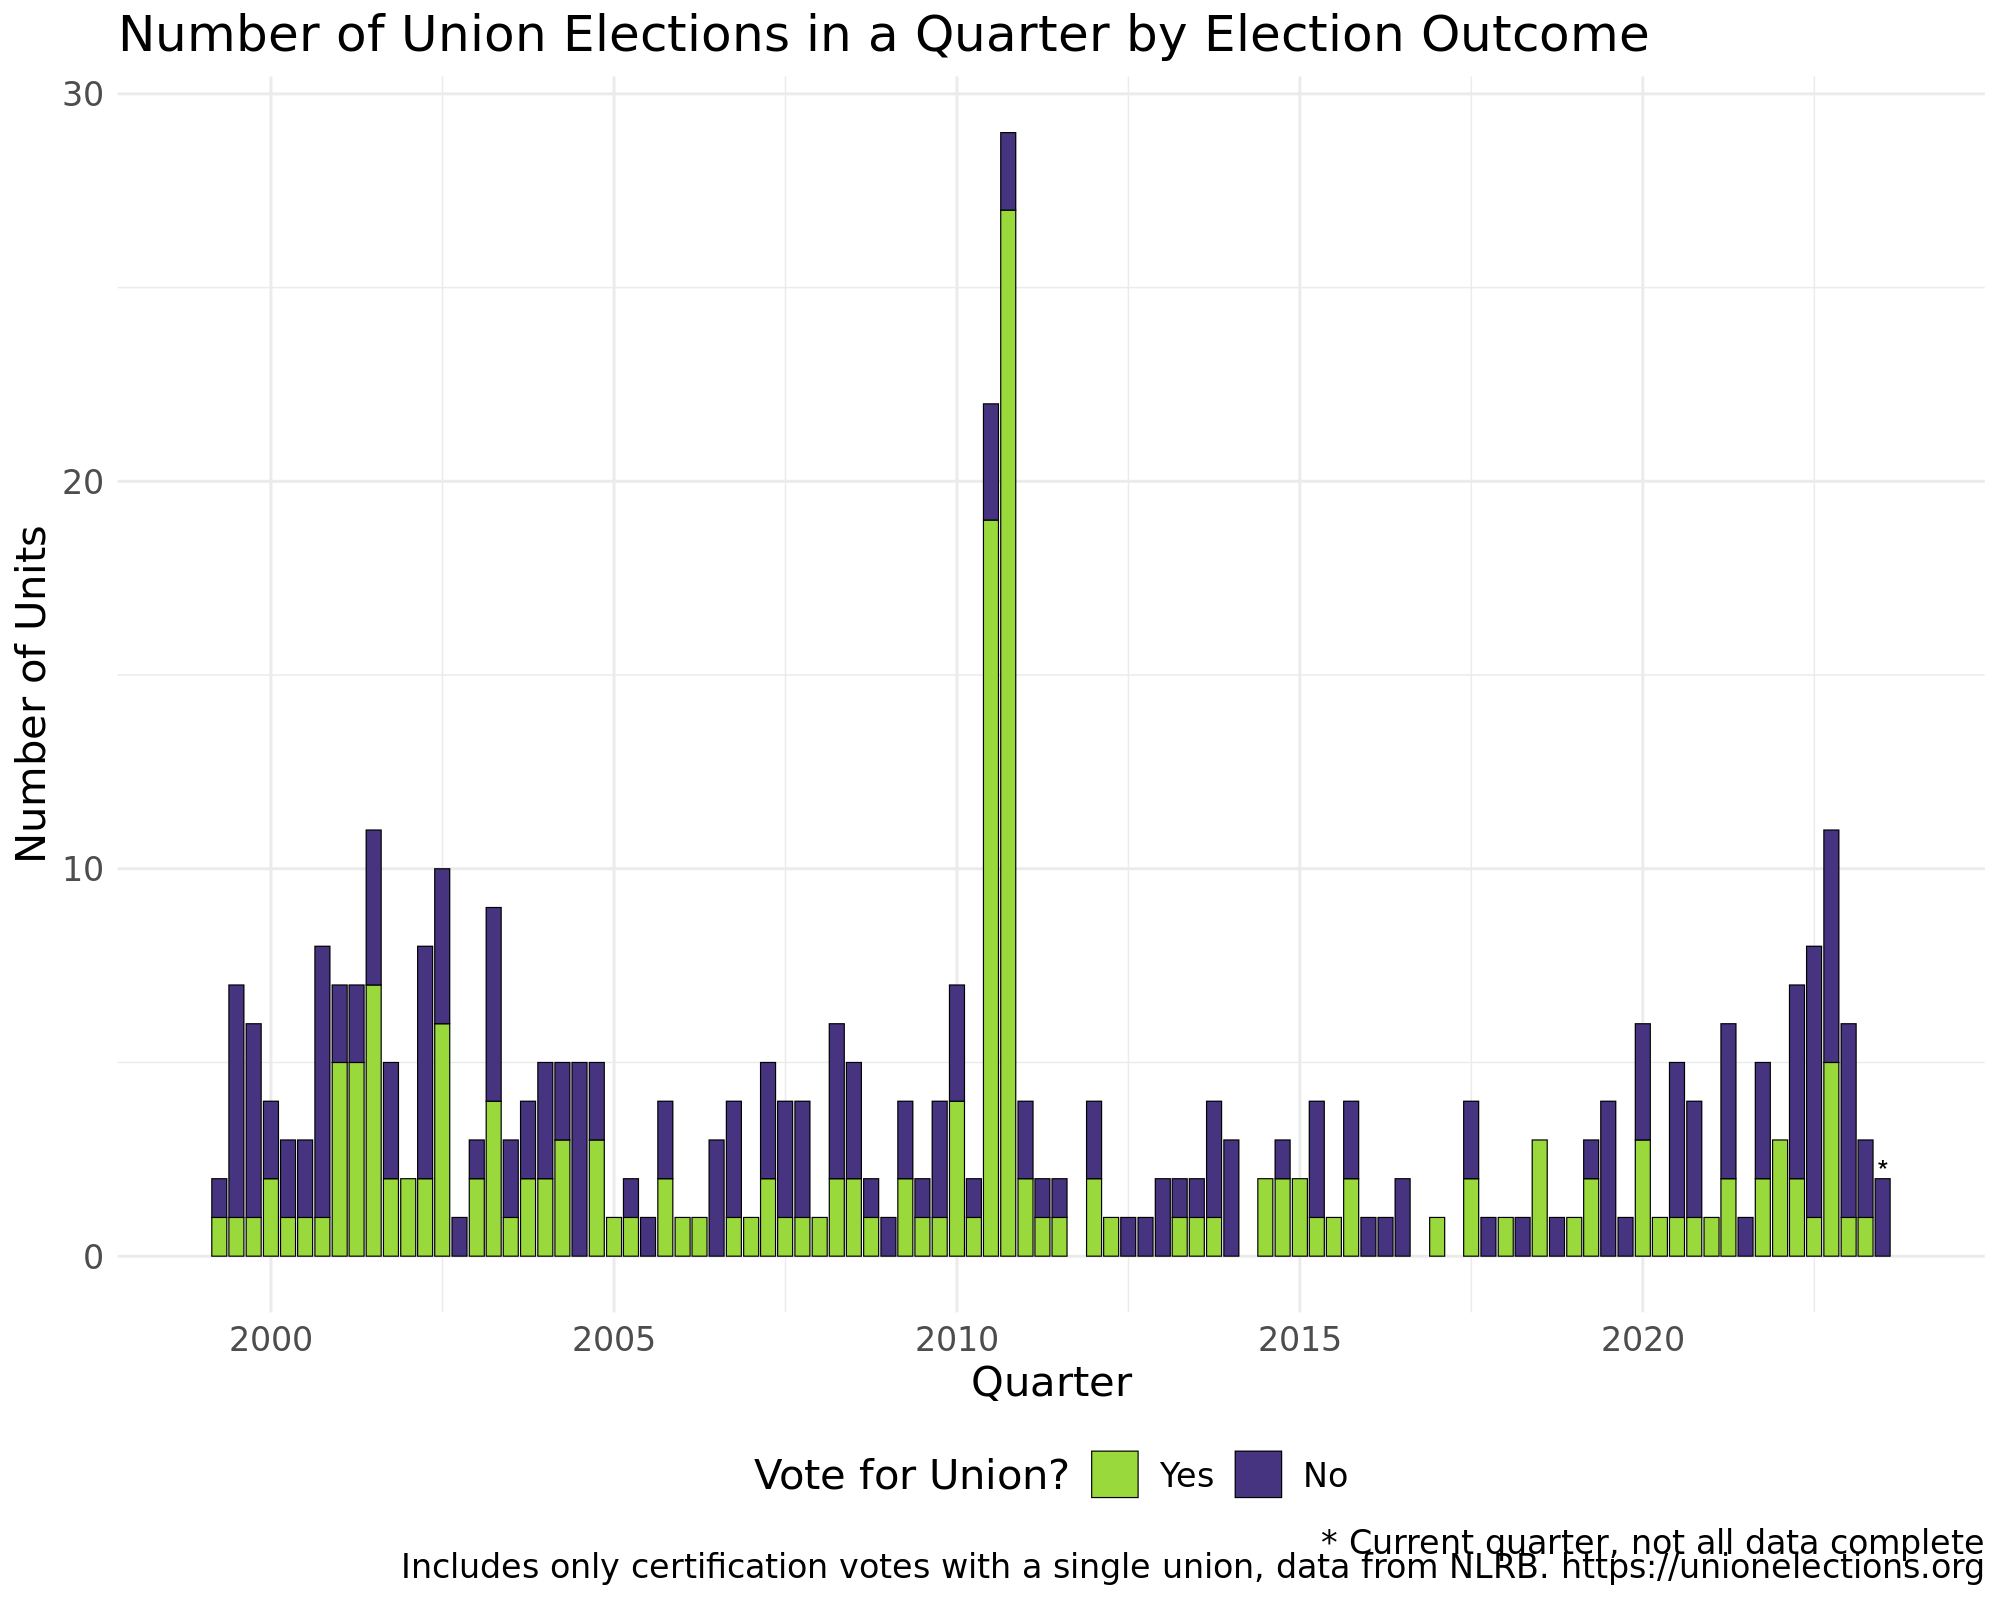 Number of Union Elections in a Quarter by Election Outcome
30
20
10
0
Number of Units
2000 2005 2010 2015 2020
*
Quarter
Vote for Union? Yes No
* Current quarter, not all data complete
Includes only certification votes with a single union, data from NLRB. https://unionelections.org